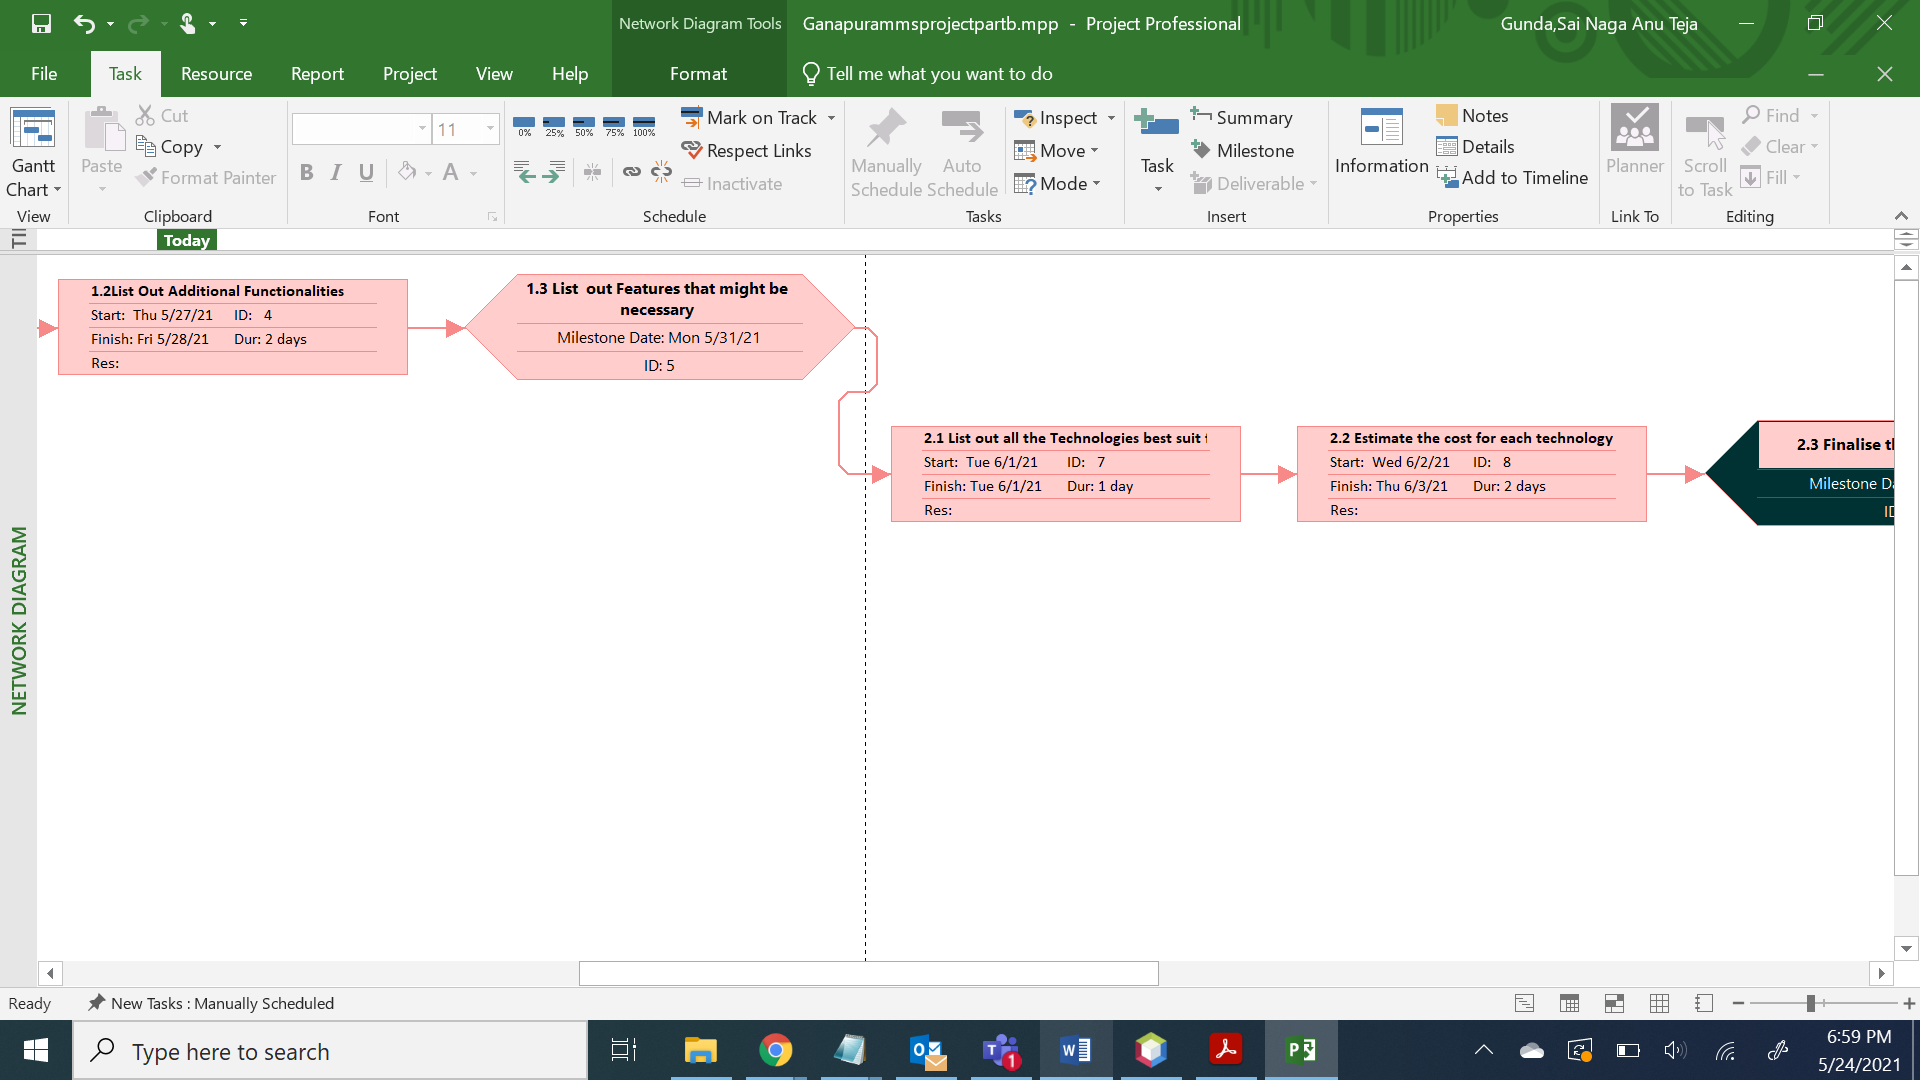 Network Diagram Tools
Ganapurammsprojectpartb.mpp - Project Professional
Gunda,Sai Naga Anu Teja
File
Task
Resource
Report
Project
View
Help
Format
Tell me what you want to do
Gantt
Chart
View
Paste
Cut
Copy
Format Painter
Clipboard
11
B I U A
Font
0% 25% 50% 75% 100%
Mark on Track
Respect Links
Inactivate
Schedule
Manually
Schedule
Auto
Schedule
Inspect
Move
Mode
Tasks
Task
Summary
Milestone
Deliverable
Insert
Information
Notes
Details
Add to Timeline
Properties
Planner
Link To
Scroll
to Task
Find
Clear
Fill
Editing
Today
NETWORK DIAGRAM
1.2List Out Additional Functionalities
Start: Thu 5/27/21 ID: 4
Finish: Fri 5/28/21 Dur: 2 days
Res:
1.3 List  out Features that might be
necessary
Milestone Date: Mon 5/31/21
ID: 5
2.1 List out all the Technologies best suit
Start: Tue 6/1/21 ID: 7
Finish: Tue 6/1/21 Dur: 1 day
Res:
2.2 Estimate the cost for each technology
Start: Wed 6/2/21 ID: 8
Finish: Thu 6/3/21 Dur: 2 days
Res:
2.3 Finalise
Milestone
Ready
New Tasks : Manually Scheduled
Type here to search
1
6:59 PM
5/24/2021